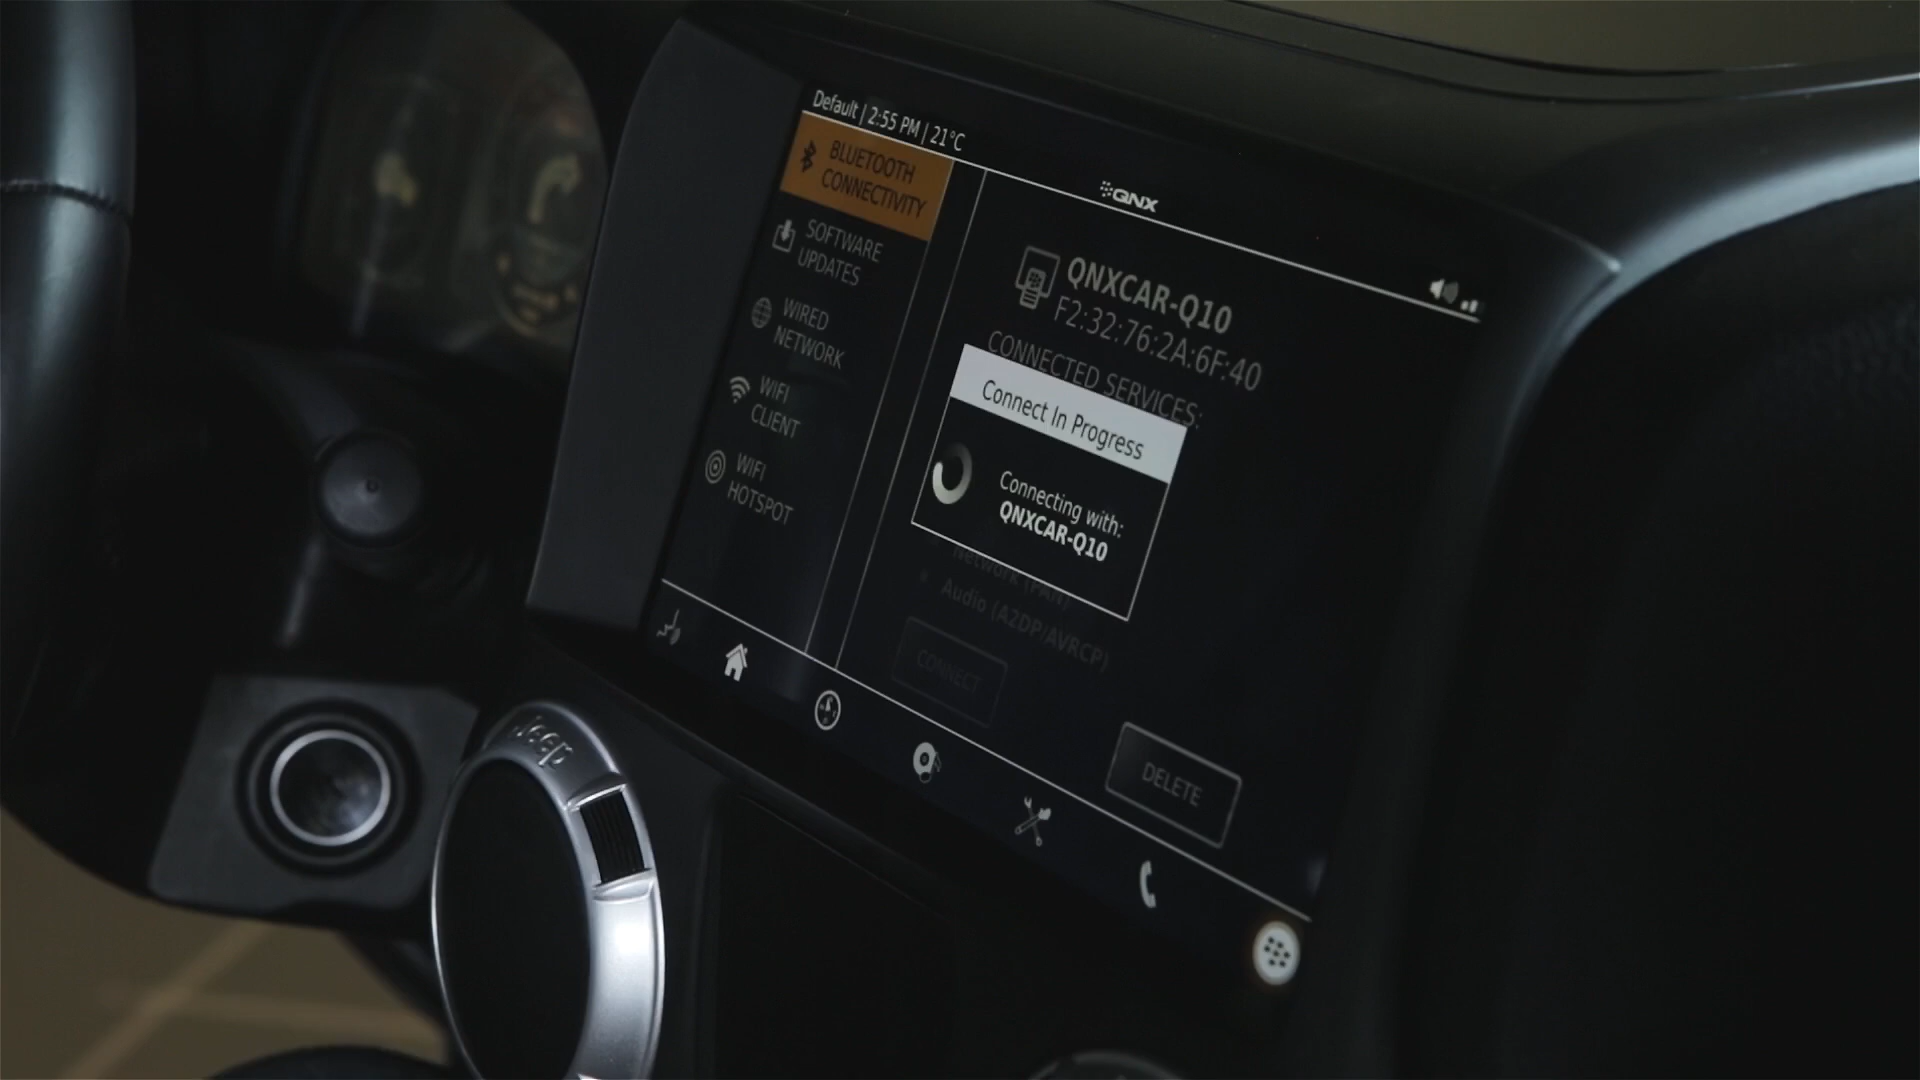 Default | 2:55 PM | 21°C
QNX
BLUETOOTH
CONNECTIVITY
SOFTWARE
UPDATES
WIRED
NETWORK
WIFI
CLIENT
WIFI
HOTSPOT
QNXCAR-Q10
F2:32:76:2A:6F:40
CONNECTED SERVICES:
Connect In Progress
Connecting with:
QNXCAR-Q10
Network (PAN)
Audio (A2DP/AVRCP)
CONNECT
DELETE
Jeep